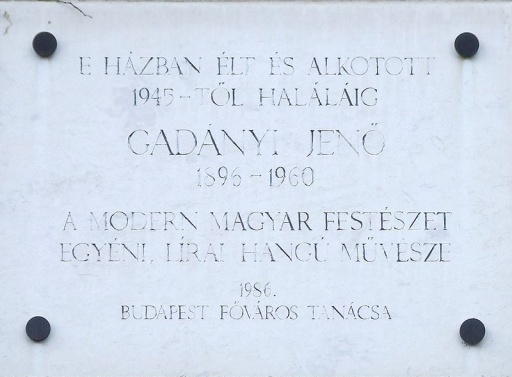 E HÁZBAN ÉLT ÉS ALKOTOTT
1945-TŐL HALÁLÁIG
GADÁNYI JENŐ
1896-1960
A MODERN MAGYAR FESTÉSZET
EGYÉNI, LÍRAI HANGÚ MŰVÉSZE
1986.
BUDAPEST FŐVÁROS TANÁCSA